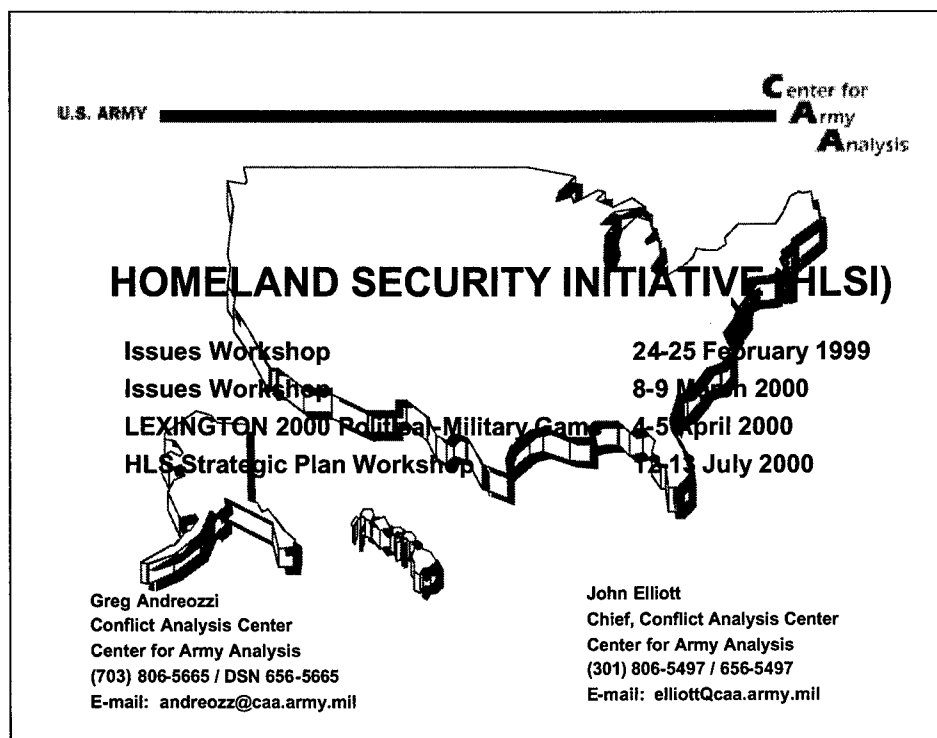 U.S. ARMY
Center for
Army
Analysis
HOMELAND SECURITY INITIATIVE (HLSI)
Issues Workshop 24-25 February 1999
Issues Workshop 8-9 March 2000
LEXINGTON 2000 Political-Military Game 4-5 April 2000
HLS Strategic Plan Workshop 12-13 July 2000
Greg Andreozzi
Conflict Analysis Center
Center for Army Analysis
(703) 806-5665 / DSN 656-5665
E-mail: andreozz@caa.army.mil
John Elliott
Chief, Conflict Analysis Center
Center for Army Analysis
(301) 806-5497 / 656-5497
E-mail: elliottQcaa.army.mil